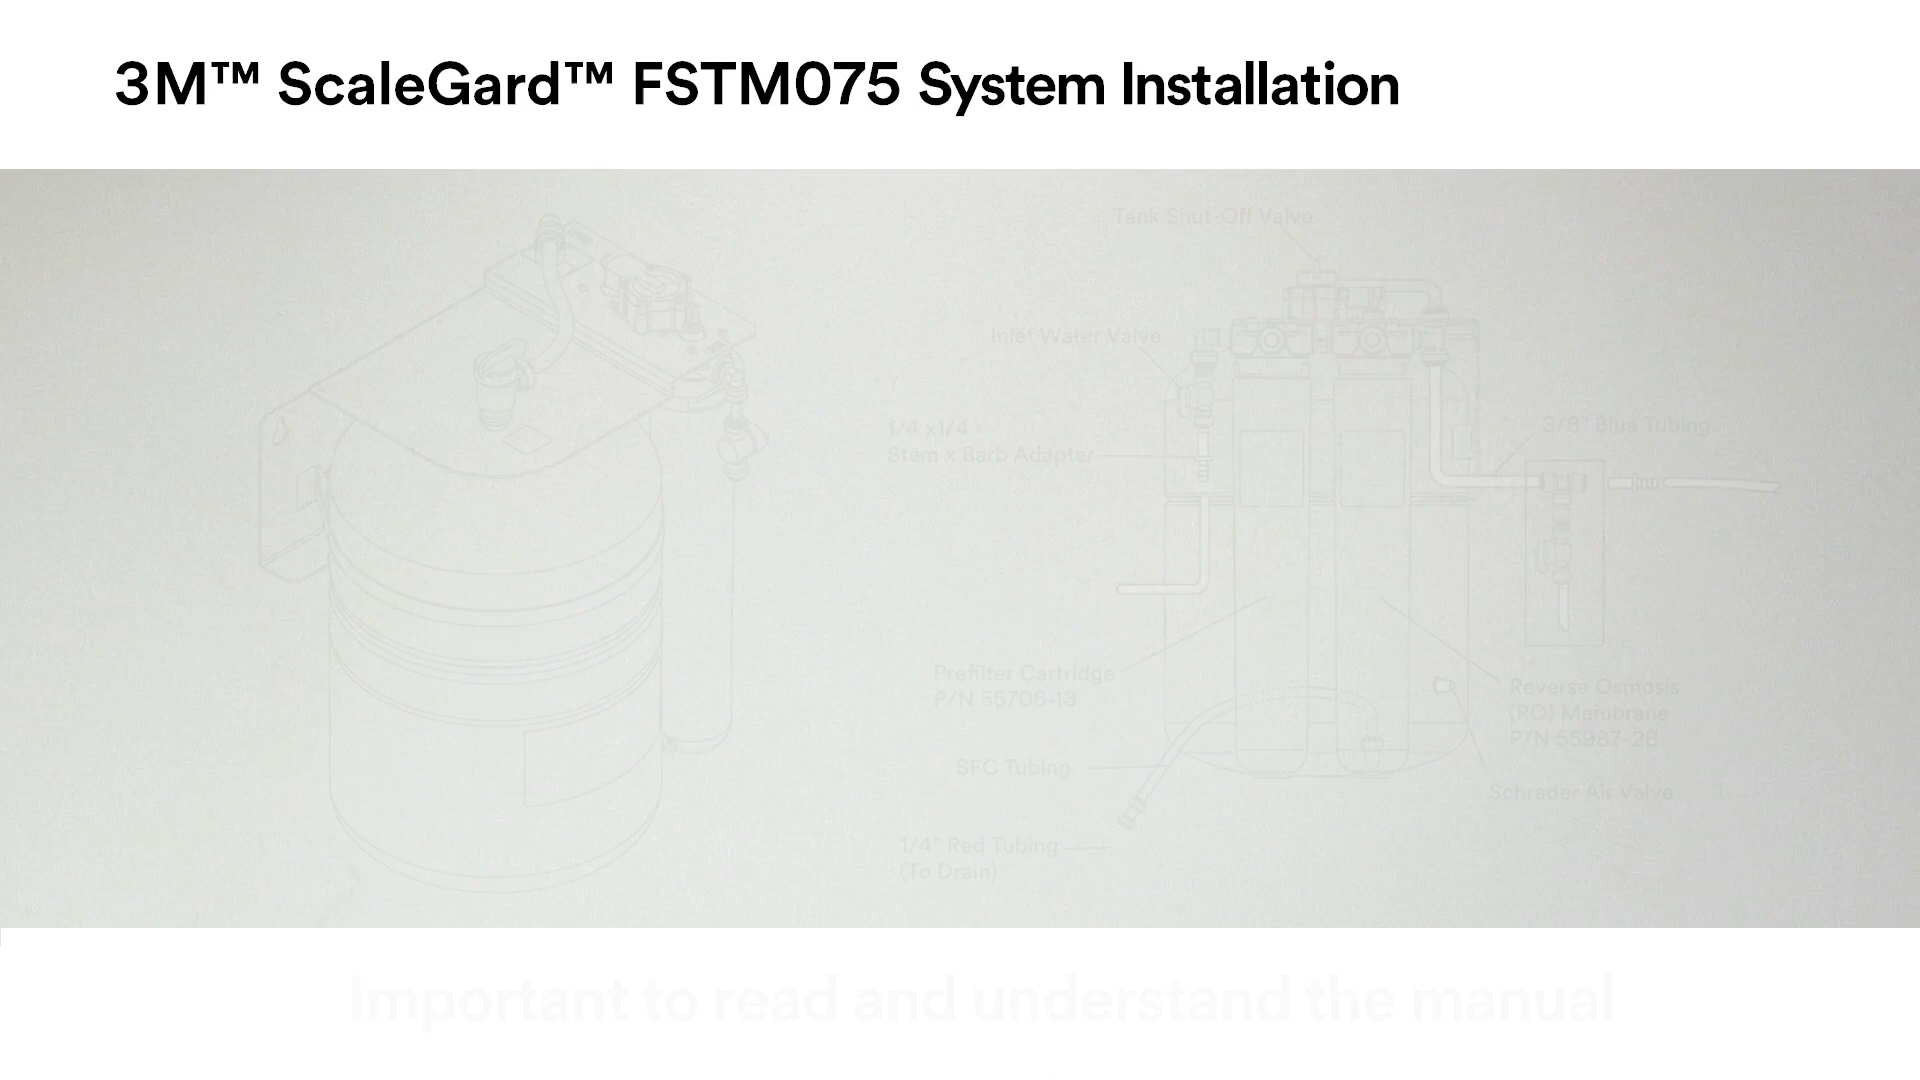 3M™ ScaleGard™ FSTM075 System Installation
Tank Shut-Off Valve
Inlet Water Valve
1/4 x1/4
Stem x Barb Adapter
3/8" Blue Tubing
Prefilter Cartridge
P/N 55706-13
Reverse Osmosis
(RO) Membrane
P/N 55987-28
SFC Tubing
Schrader Air Valve
1/4" Red Tubing
(To Drain)
Important to read and understand the manual